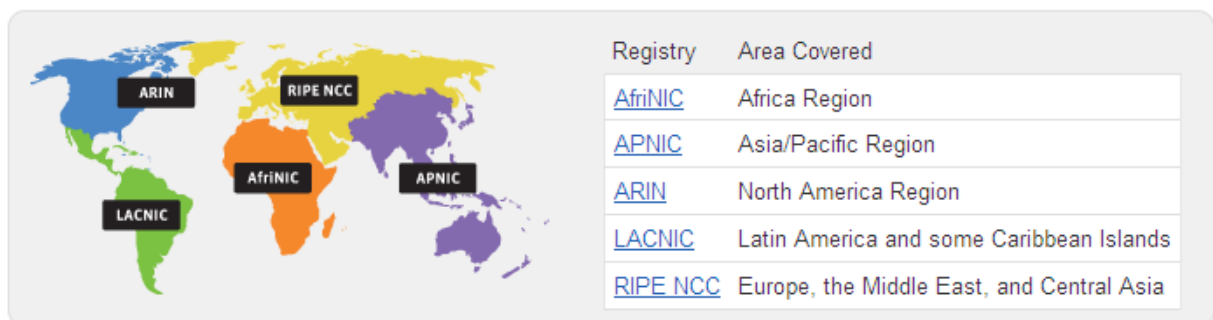 ARIN
RIPE NCC
AfriNIC
APNIC
LACNIC
Registry Area Covered
AfriNIC Africa Region
APNIC Asia/Pacific Region
ARIN North America Region
LACNIC Latin America and some Caribbean Islands
RIPE NCC Europe, the Middle East, and Central Asia